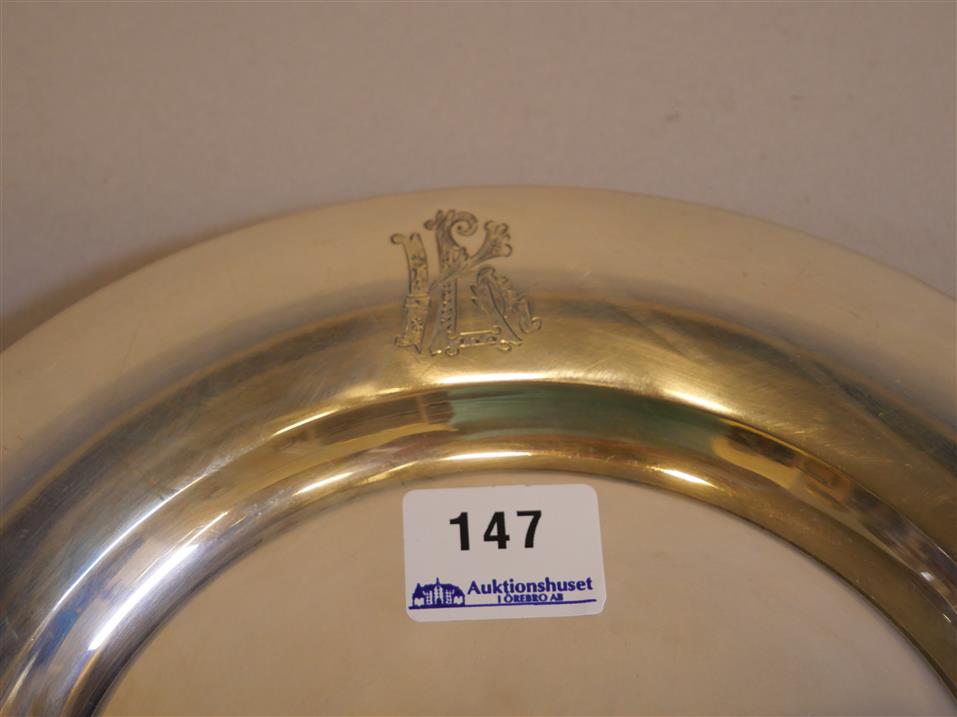 147
Auktionshuset
I ÖREBRO AB